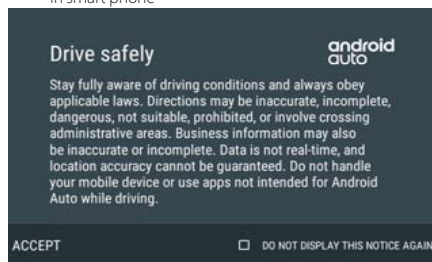 in smart phone
Drive safely
android
auto
Stay fully aware of driving conditions and always obey
applicable laws. Directions may be inaccurate, incomplete,
dangerous, not suitable, prohibited, or involve crossing
administrative areas. Business information may also
be inaccurate or incomplete. Data is not real-time, and
location accuracy cannot be guaranteed. Do not handle
your mobile device or use apps not intended for Android
Auto while driving.
ACCEPT
DO NOT DISPLAY THIS NOTICE AGAIN